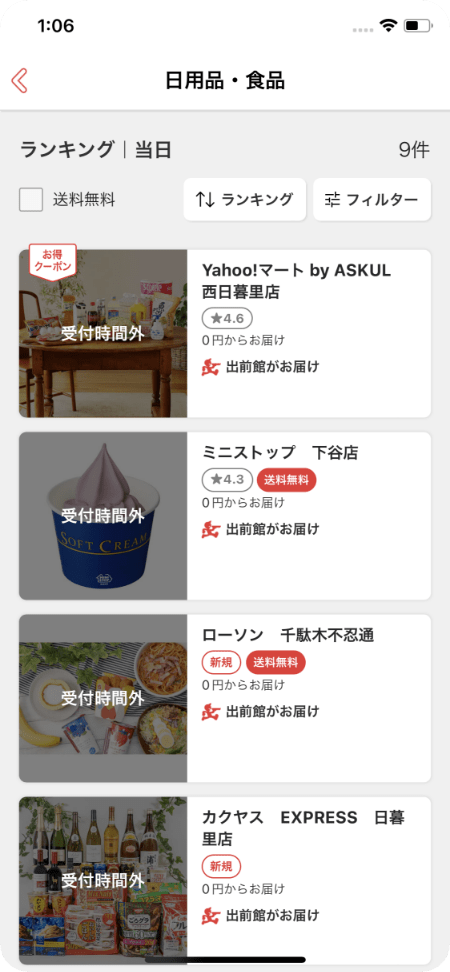 1:06
日用品・食品
ランキング｜当日
9件
送料無料
ランキング
フィルター
お得
クーポン
受付時間外
Yahoo!マート by ASKUL
西日暮里店
★4.6
0円からお届け
出前館がお届け
受付時間外
SOFT CREAM
ミニストップ　下谷店
★4.3
送料無料
0円からお届け
出前館がお届け
受付時間外
ローソン　千駄木不忍通
新規
送料無料
0円からお届け
出前館がお届け
受付時間外
カクヤス　EXPRESS　日暮
里店
新規
0円からお届け
出前館がお届け